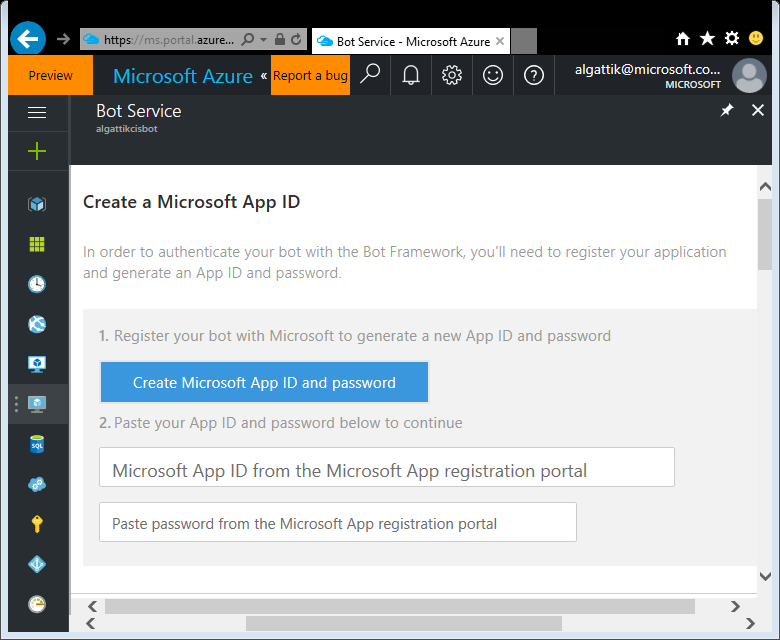 https://ms.portal.azure...
Bot Service - Microsoft Azure
Preview
Microsoft Azure «
Report a bug
algattik@microsoft.co...
MICROSOFT
Bot Service
algattikcisbot
Create a Microsoft App ID
In order to authenticate your bot with the Bot Framework, you'll need to register your application
and generate an App ID and password.
1. Register your bot with Microsoft to generate a new App ID and password
Create Microsoft App ID and password
2. Paste your App ID and password below to continue
Microsoft App ID from the Microsoft App registration portal
Paste password from the Microsoft App registration portal
SQL